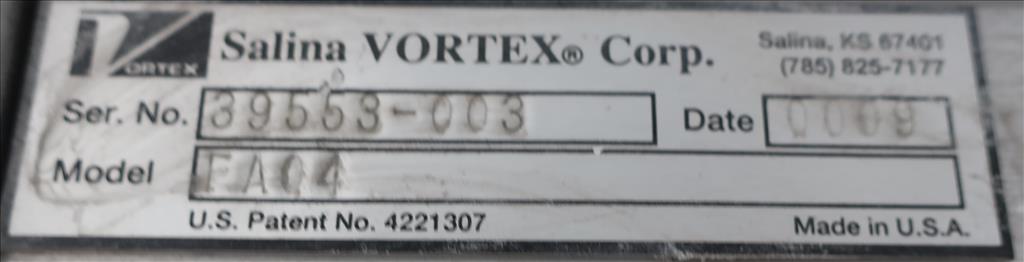 VORTEX
Salina VORTEX® Corp.
Salina, KS 67401
(785) 825-7177
Ser. No. 39553-003
Date 0009
Model FA04
U.S. Patent No. 4221307
Made in U.S.A.